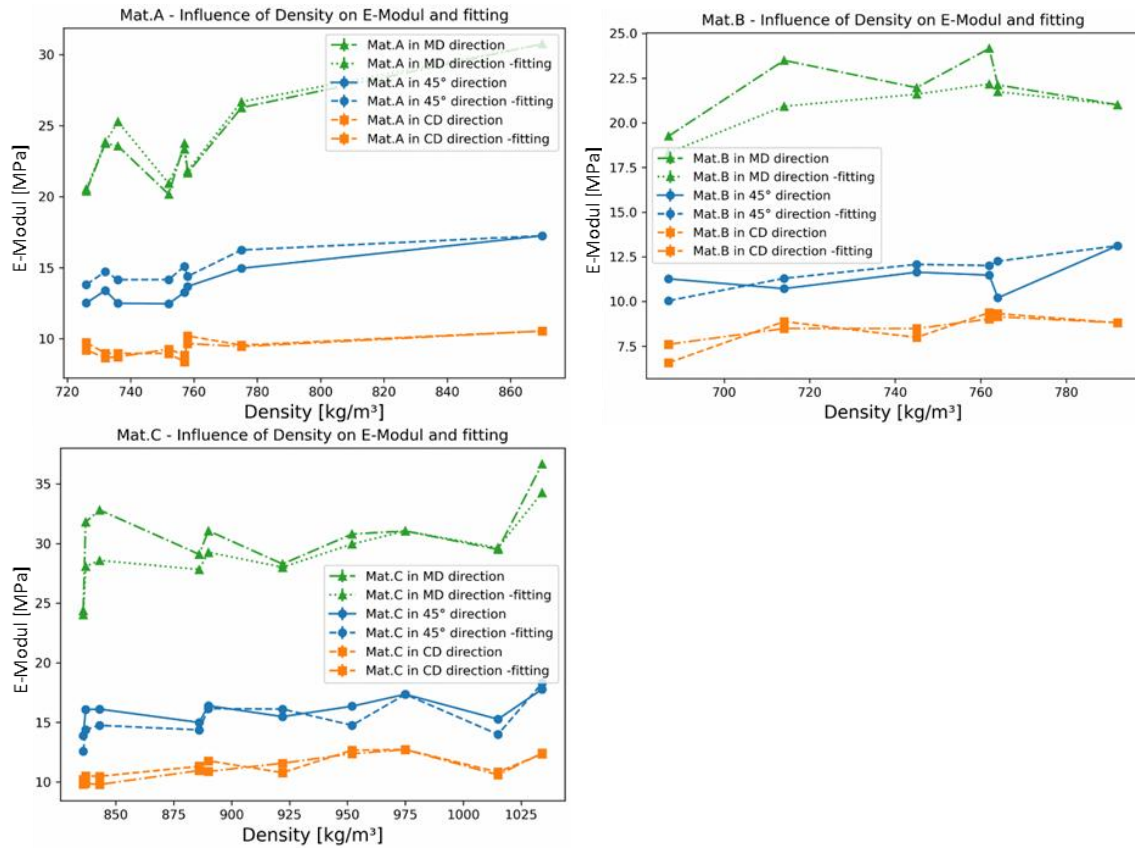 Mat.A - Influence of Density on E-Modul and fitting
E-Modul [MPa]
30
25
20
15
10
Mat.A in MD direction
Mat.A in MD direction -fitting
Mat.A in 45° direction
Mat.A in 45° direction -fitting
Mat.A in CD direction
Mat.A in CD direction -fitting
720 740 760 780 800 820 840 860
Density [kg/m³]
Mat.B - Influence of Density on E-Modul and fitting
E-Modul [MPa]
25.0
22.5
20.0
17.5
15.0
12.5
10.0
7.5
Mat.B in MD direction
Mat.B in MD direction -fitting
Mat.B in 45° direction
Mat.B in 45° direction -fitting
Mat.B in CD direction
Mat.B in CD direction -fitting
700 720 740 760 780
Density [kg/m³]
Mat.C - Influence of Density on E-Modul and fitting
E-Modul [MPa]
35
30
25
20
15
10
Mat.C in MD direction
Mat.C in MD direction -fitting
Mat.C in 45° direction
Mat.C in 45° direction -fitting
Mat.C in CD direction
Mat.C in CD direction -fitting
850 875 900 925 950 975 1000 1025
Density [kg/m³]